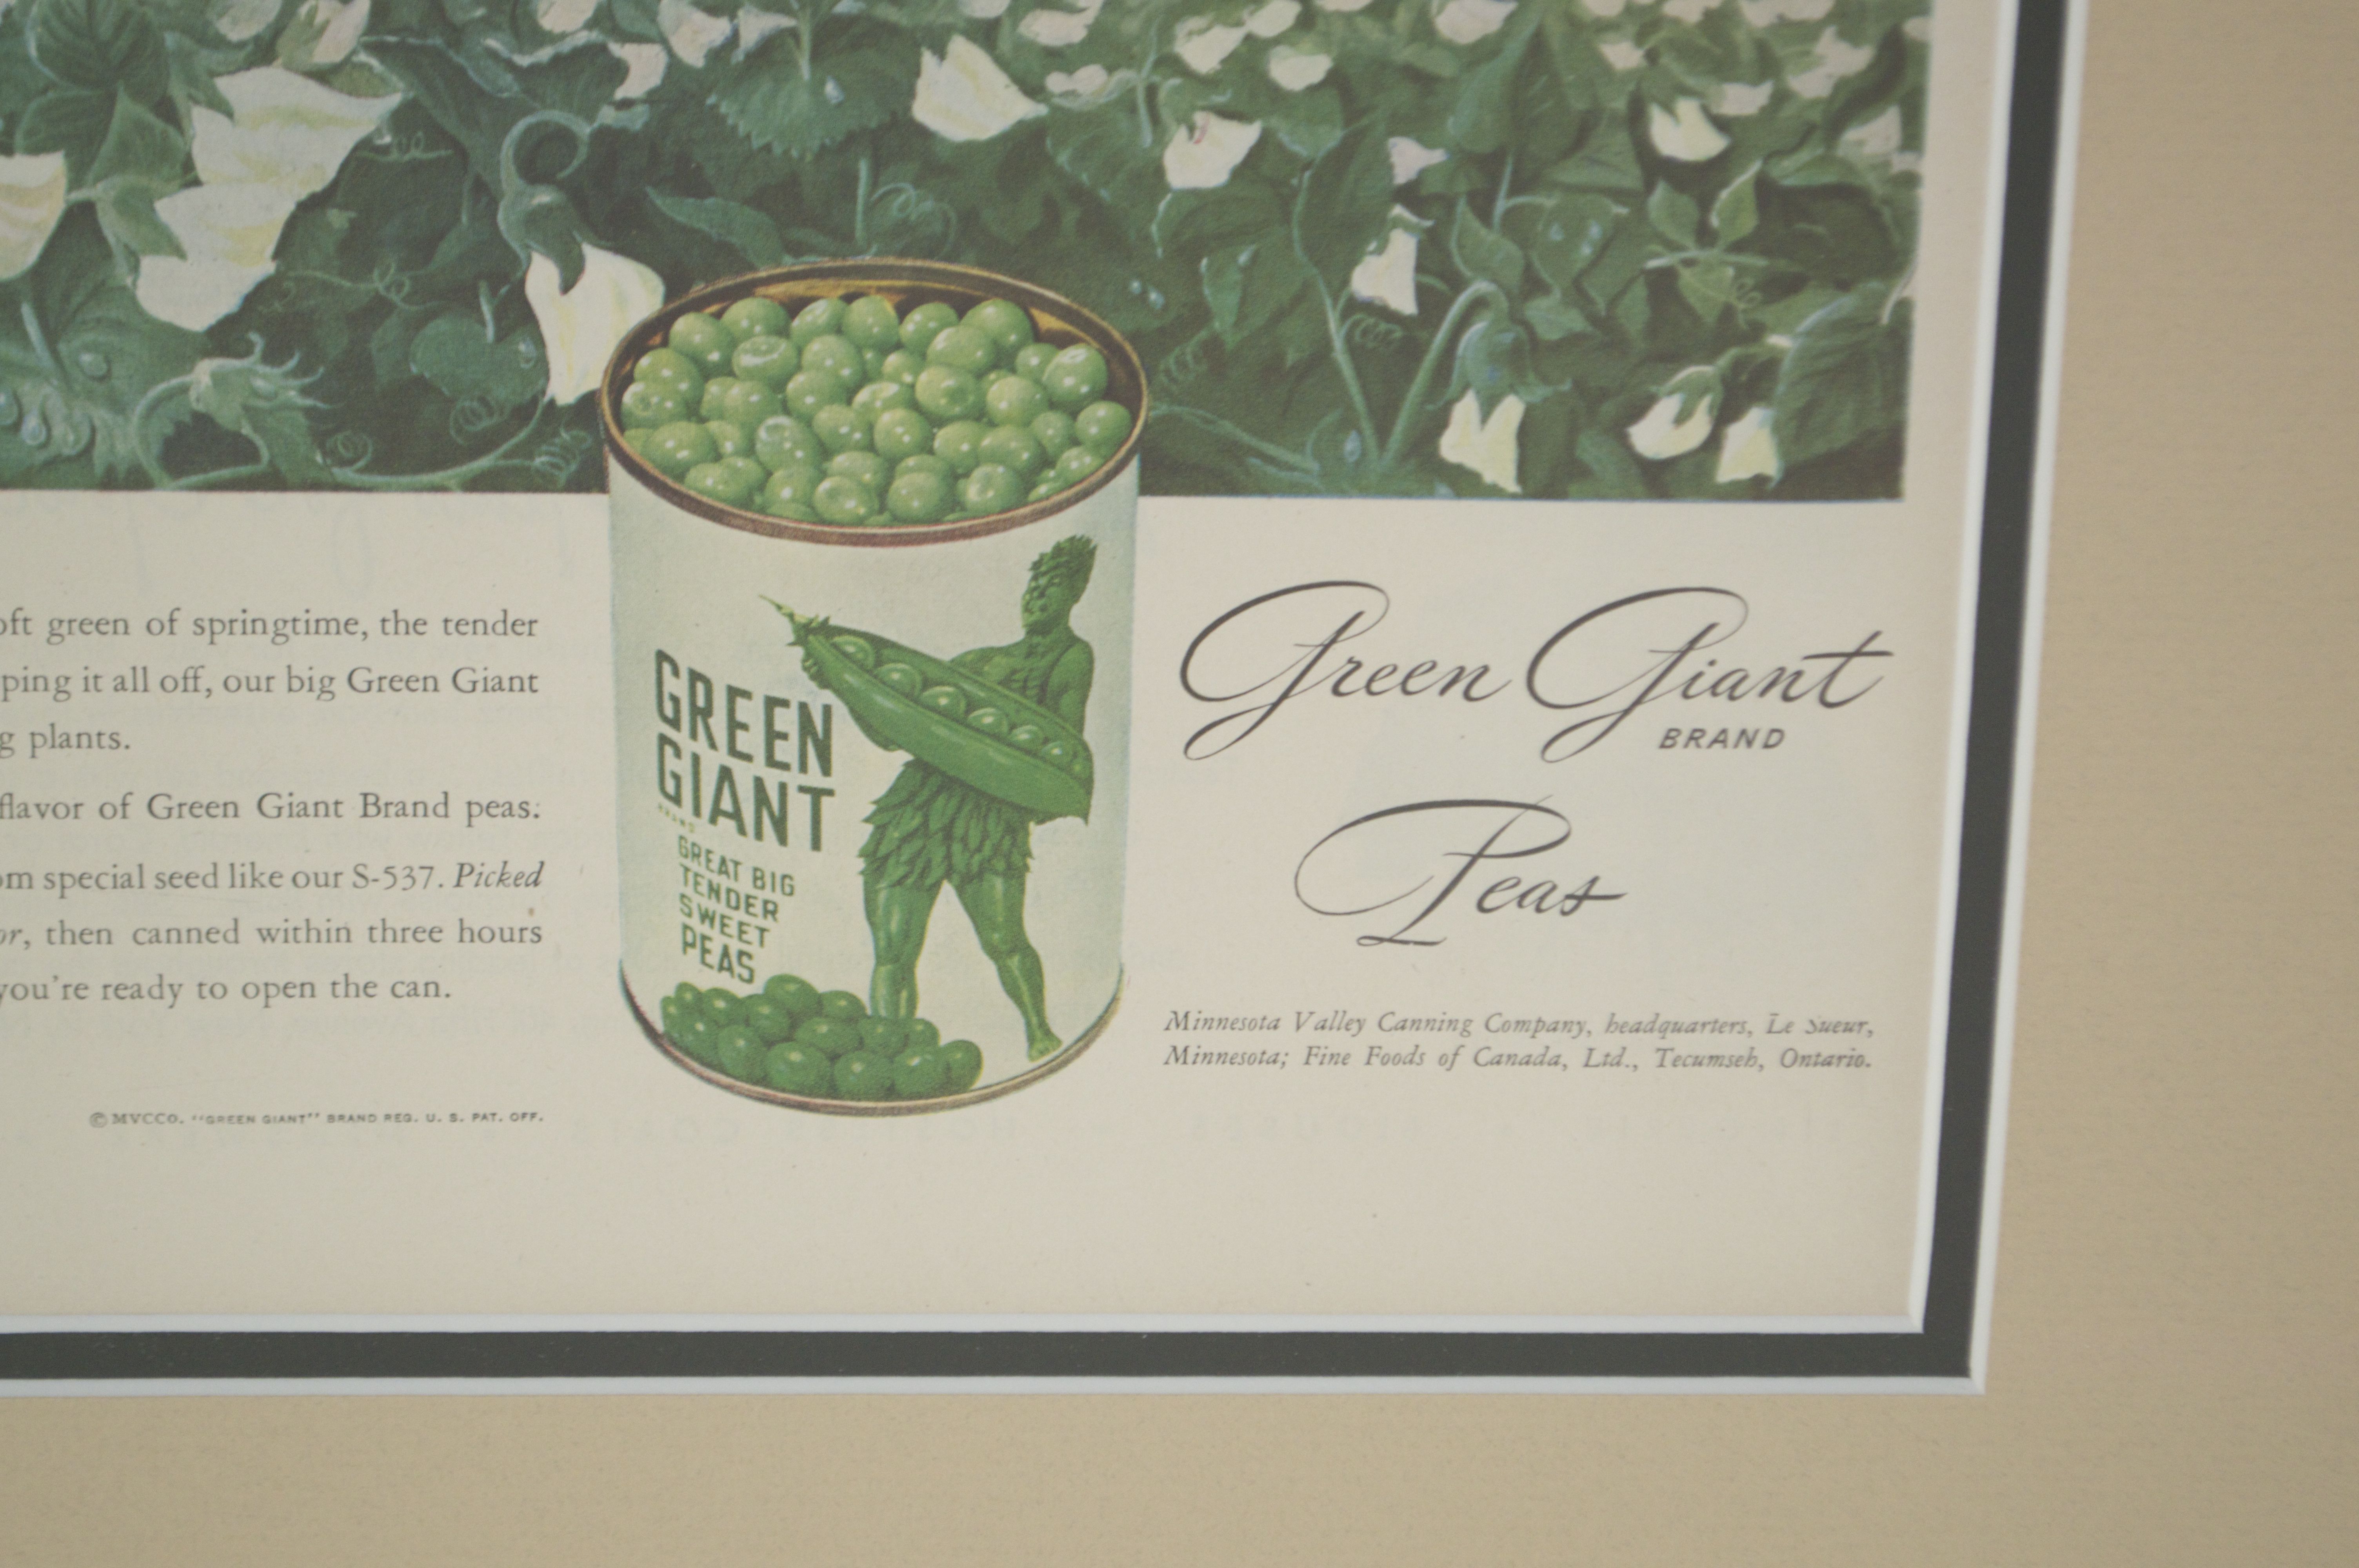 oft green of springtime, the tender
ping it all off, our big Green Giant
g plants.
flavor of Green Giant Brand peas.
om special seed like our S-537. Picked
or, then canned within three hours
you're ready to open the can.
© MVCCO. "GREEN GIANT" BRAND REG. U. S. PAT. OFF.
GREEN
GIANT
BRAND
GREAT BIG
TENDER
SWEET
PEAS
Green Giant
BRAND
Peas
Minnesota Valley Canning Company, headquarters, Le Sueur,
Minnesota; Fine Foods of Canada, Ltd., Tecumseh, Ontario.